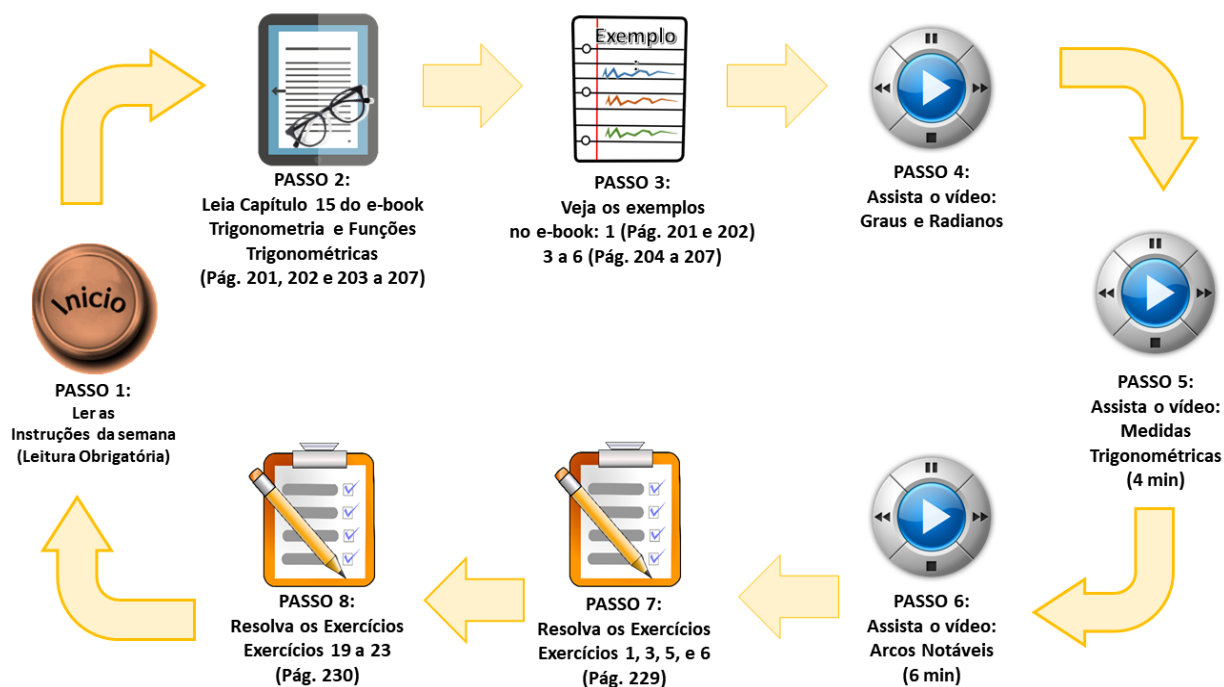 Inicio
PASSO 1:
Ler as
Instruções da semana
(Leitura Obrigatória)
PASSO 2:
Leia Capítulo 15 do e-book
Trigonometria e Funções
Trigonométricas
(Pág. 201, 202 e 203 a 207)
Exemplo
PASSO 3:
Veja os exemplos
no e-book: 1 (Pág. 201 e 202)
3 a 6 (Pág. 204 a 207)
PASSO 4:
Assista o vídeo:
Graus e Radianos
PASSO 5:
Assista o vídeo:
Medidas
Trigonométricas
(4 min)
PASSO 6:
Assista o vídeo:
Arcos Notáveis
(6 min)
PASSO 7:
Resolva os Exercícios
Exercícios 1, 3, 5, e 6
(Pág. 229)
PASSO 8:
Resolva os Exercícios
Exercícios 19 a 23
(Pág. 230)